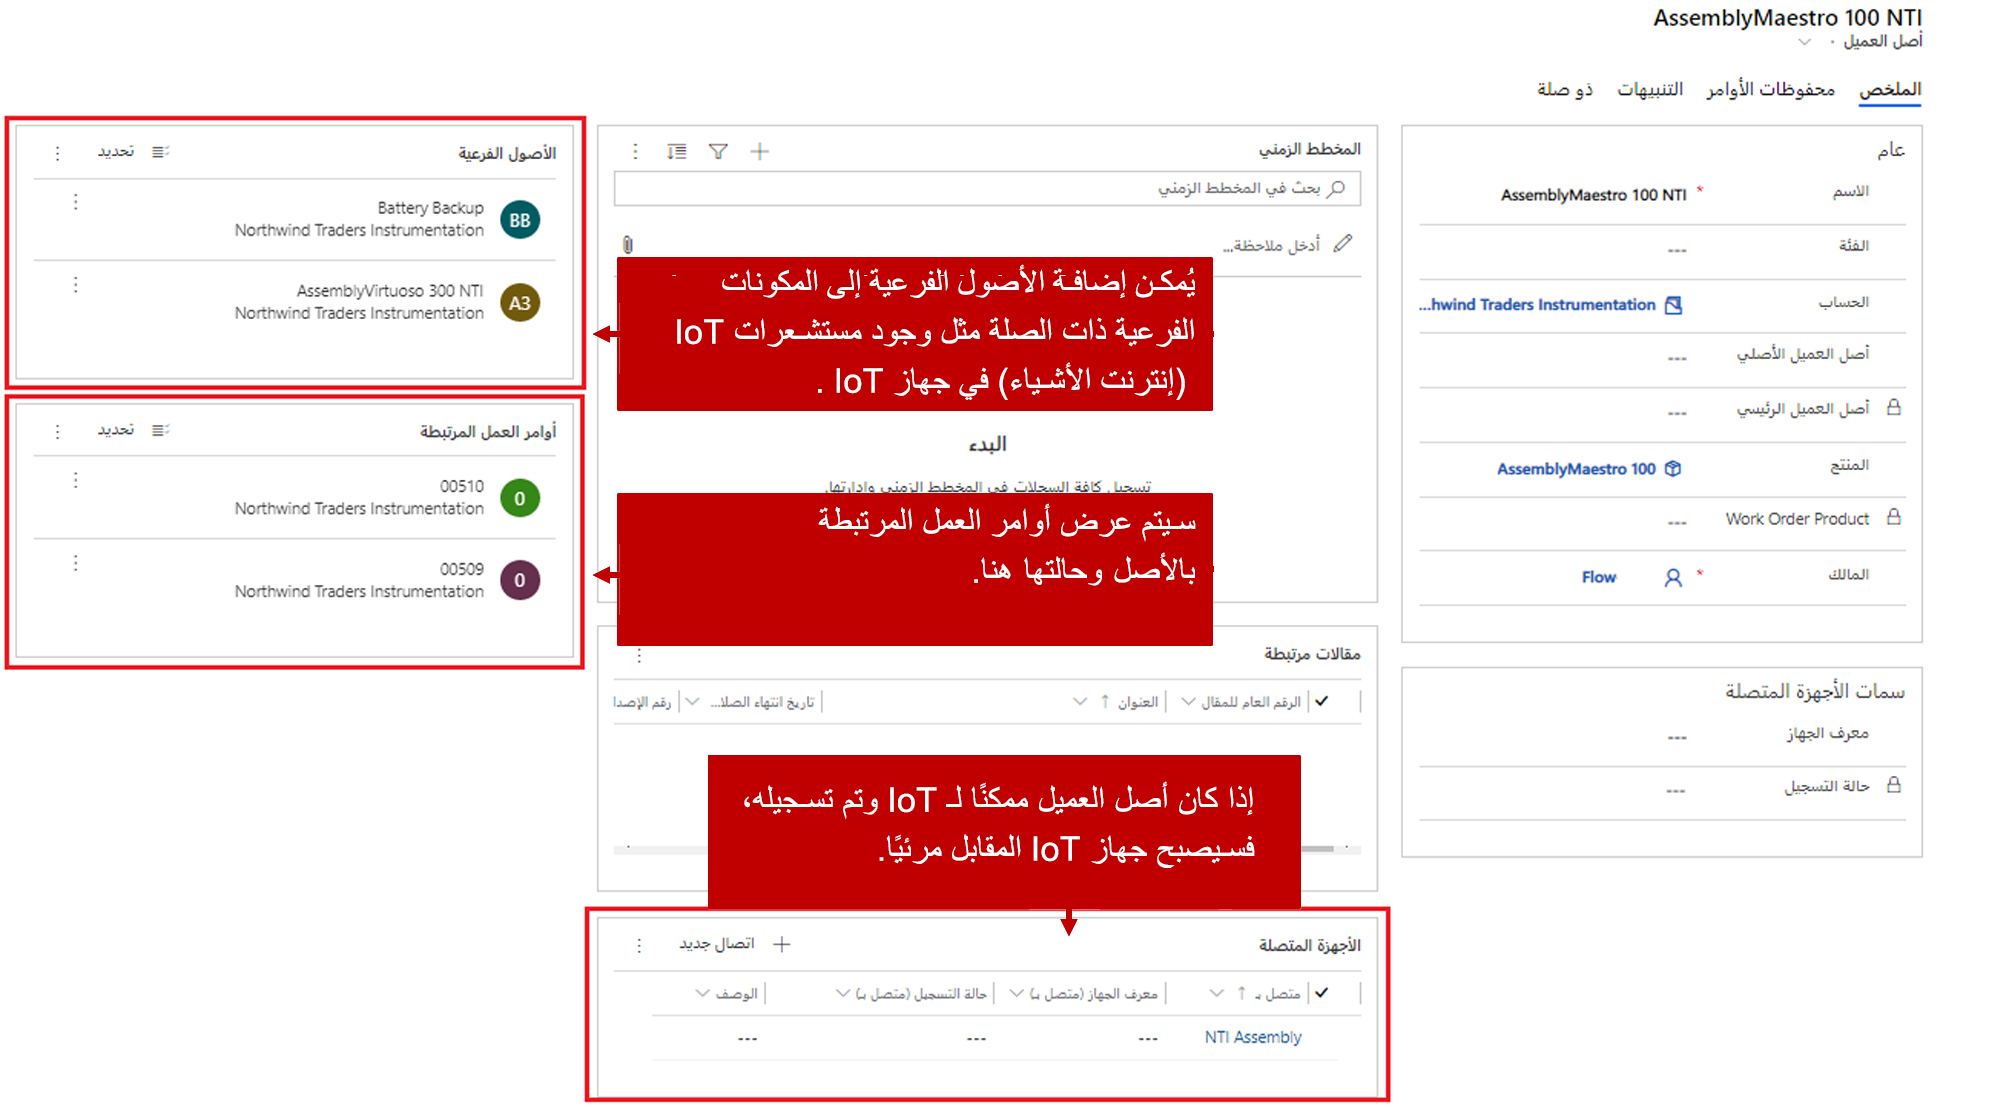 AssemblyMaestro 100 NTI
أصل العميل ·
الملخص محفوظات الأوامر التنبيهات ذو صلة
عام
الاسم * AssemblyMaestro 100 NTI
الفئة ---
الحساب ...hwind Traders Instrumentation
أصل العميل الأصلي ---
أصل العميل الرئيسي ---
المنتج AssemblyMaestro 100
Work Order Product ---
المالك * Flow
سمات الأجهزة المتصلة
معرف الجهاز ---
حالة التسجيل ---
المخطط الزمني
بحث في المخطط الزمني
أدخل ملاحظة...
يُمكن إضافة الأصول الفرعية إلى المكونات
الفرعية ذات الصلة مثل وجود مستشعرات IoT
(إنترنت الأشياء) في جهاز IoT .
البدء
تسجيل كافة السجلات في المخطط الزمني وإدارتها.
سيتم عرض أوامر العمل المرتبطة
بالأصل وحالتها هنا.
مقالات مرتبطة
الرقم العام للمقال العنوان ↑ تاريخ انتهاء الصلا... رقم الإصدا
إذا كان أصل العميل ممكنًا لـ IoT وتم تسجيله،
فسيصبح جهاز IoT المقابل مرئيًا.
الأجهزة المتصلة اتصال جديد
متصل بـ ↑ معرف الجهاز (متصل بـ) حالة التسجيل (متصل بـ) الوصف
NTI Assembly --- --- ---
الأصول الفرعية تحديد
BB Battery Backup
Northwind Traders Instrumentation
A3 AssemblyVirtuoso 300 NTI
Northwind Traders Instrumentation
أوامر العمل المرتبطة تحديد
0 00510
Northwind Traders Instrumentation
0 00509
Northwind Traders Instrumentation